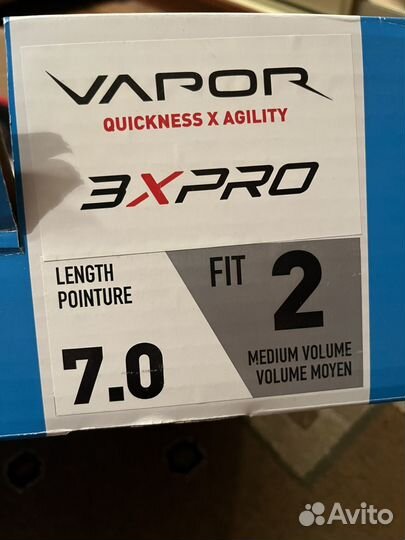 VAPOR
QUICKNESS X AGILITY
3XPRO
LENGTH
POINTURE
7.0
FIT 2
MEDIUM VOLUME
VOLUME MOYEN
Avito